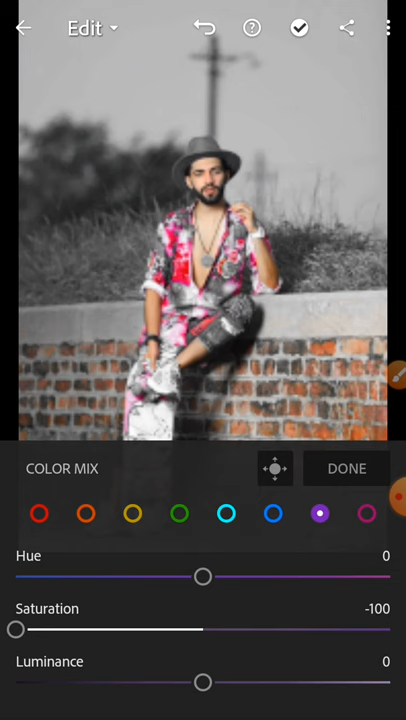 Edit
COLOR MIX
DONE
Hue 0
Saturation -100
Luminance 0